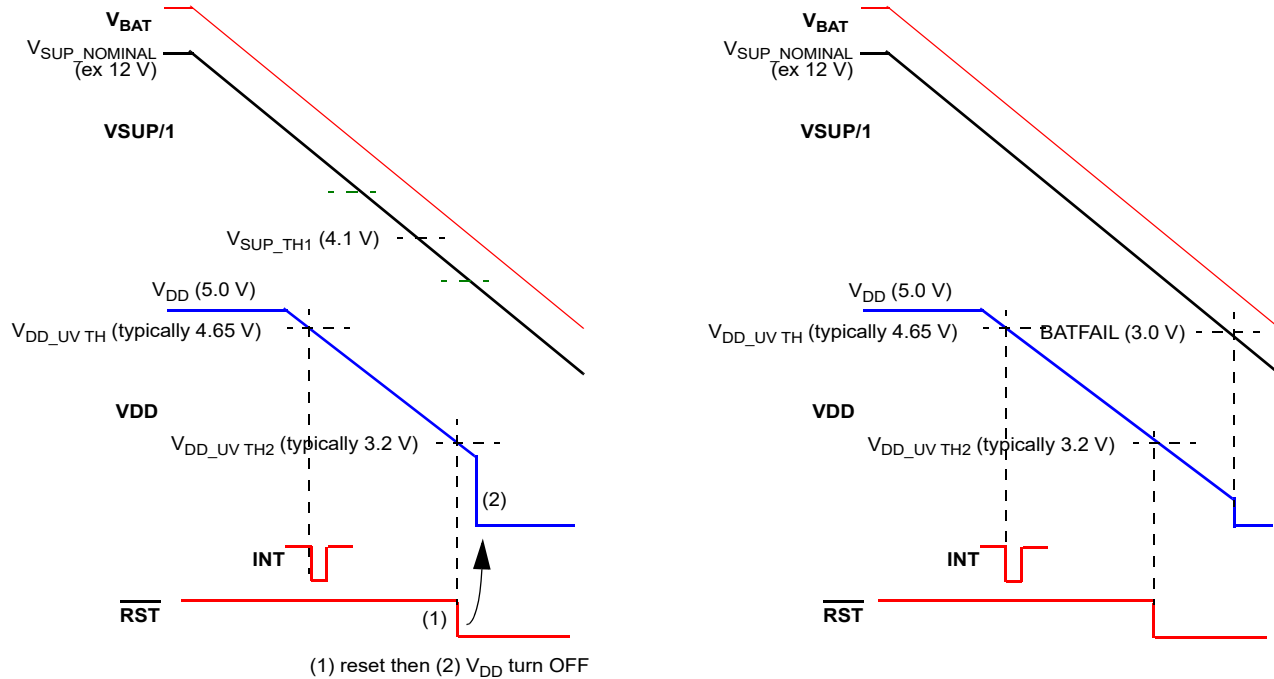 VBAT
VSUP_NOMINAL
(ex 12 V)
VSUP/1
VSUP_TH1 (4.1 V)
VDD (5.0 V)
VDD_UV TH (typically 4.65 V)
VDD
VDD_UV TH2 (typically 3.2 V)
(2)
INT
RST
(1)
(1) reset then (2) VDD turn OFF
VBAT
VSUP_NOMINAL
(ex 12 V)
VSUP/1
VDD (5.0 V)
VDD_UV TH (typically 4.65 V)
BATFAIL (3.0 V)
VDD
VDD_UV TH2 (typically 3.2 V)
INT
RST